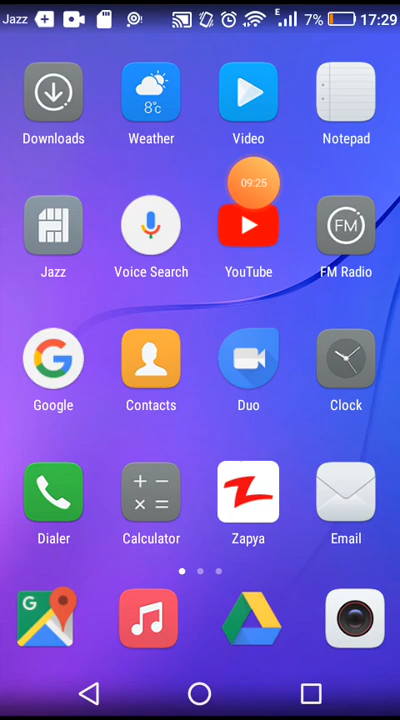 Jazz E 7% 17:29
8°c
Downloads Weather Video Notepad
09:25
FM
Jazz Voice Search YouTube FM Radio
G
Google Contacts Duo Clock
Dialer Calculator Zapya Email
G